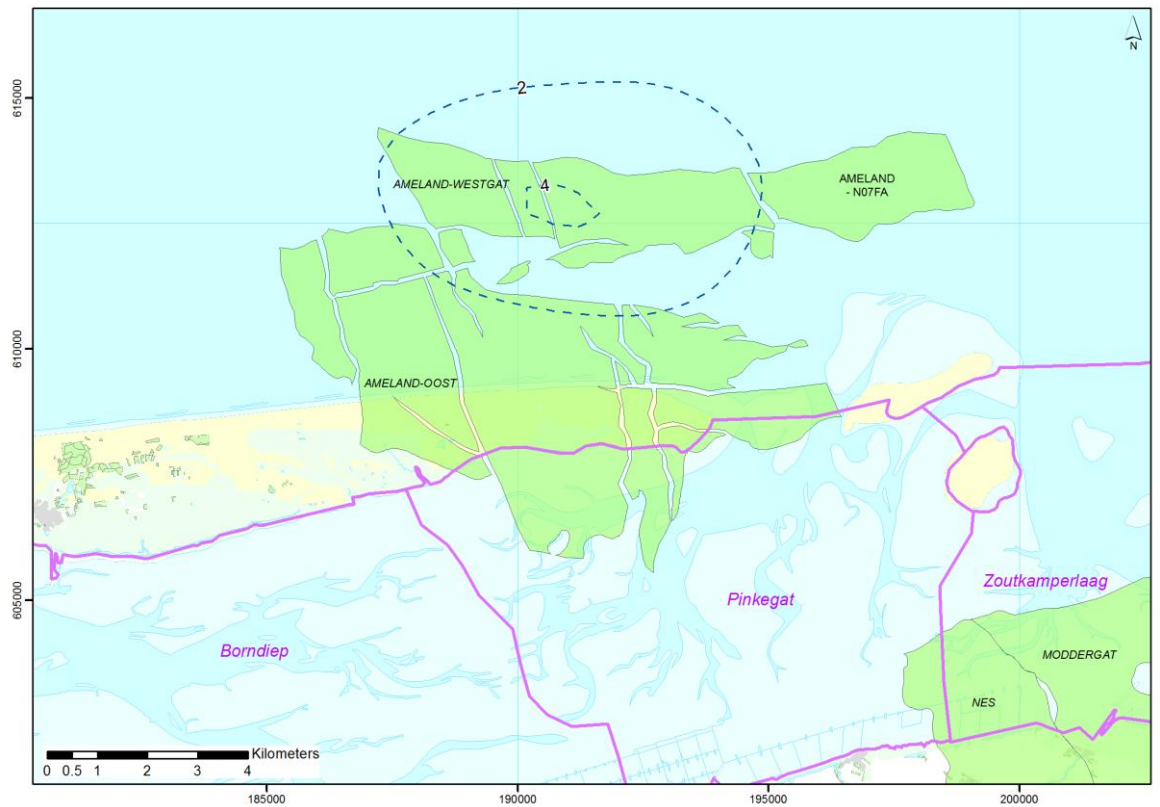 N
615000
2
4
AMELAND-WESTGAT
AMELAND
- N07FA
610000
AMELAND-OOST
605000
Zoutkamperlaag
Pinkegat
Borndiep
MODDERGAT
NES
Kilometers
0 0.5 1 2 3 4
185000 190000 195000 200000